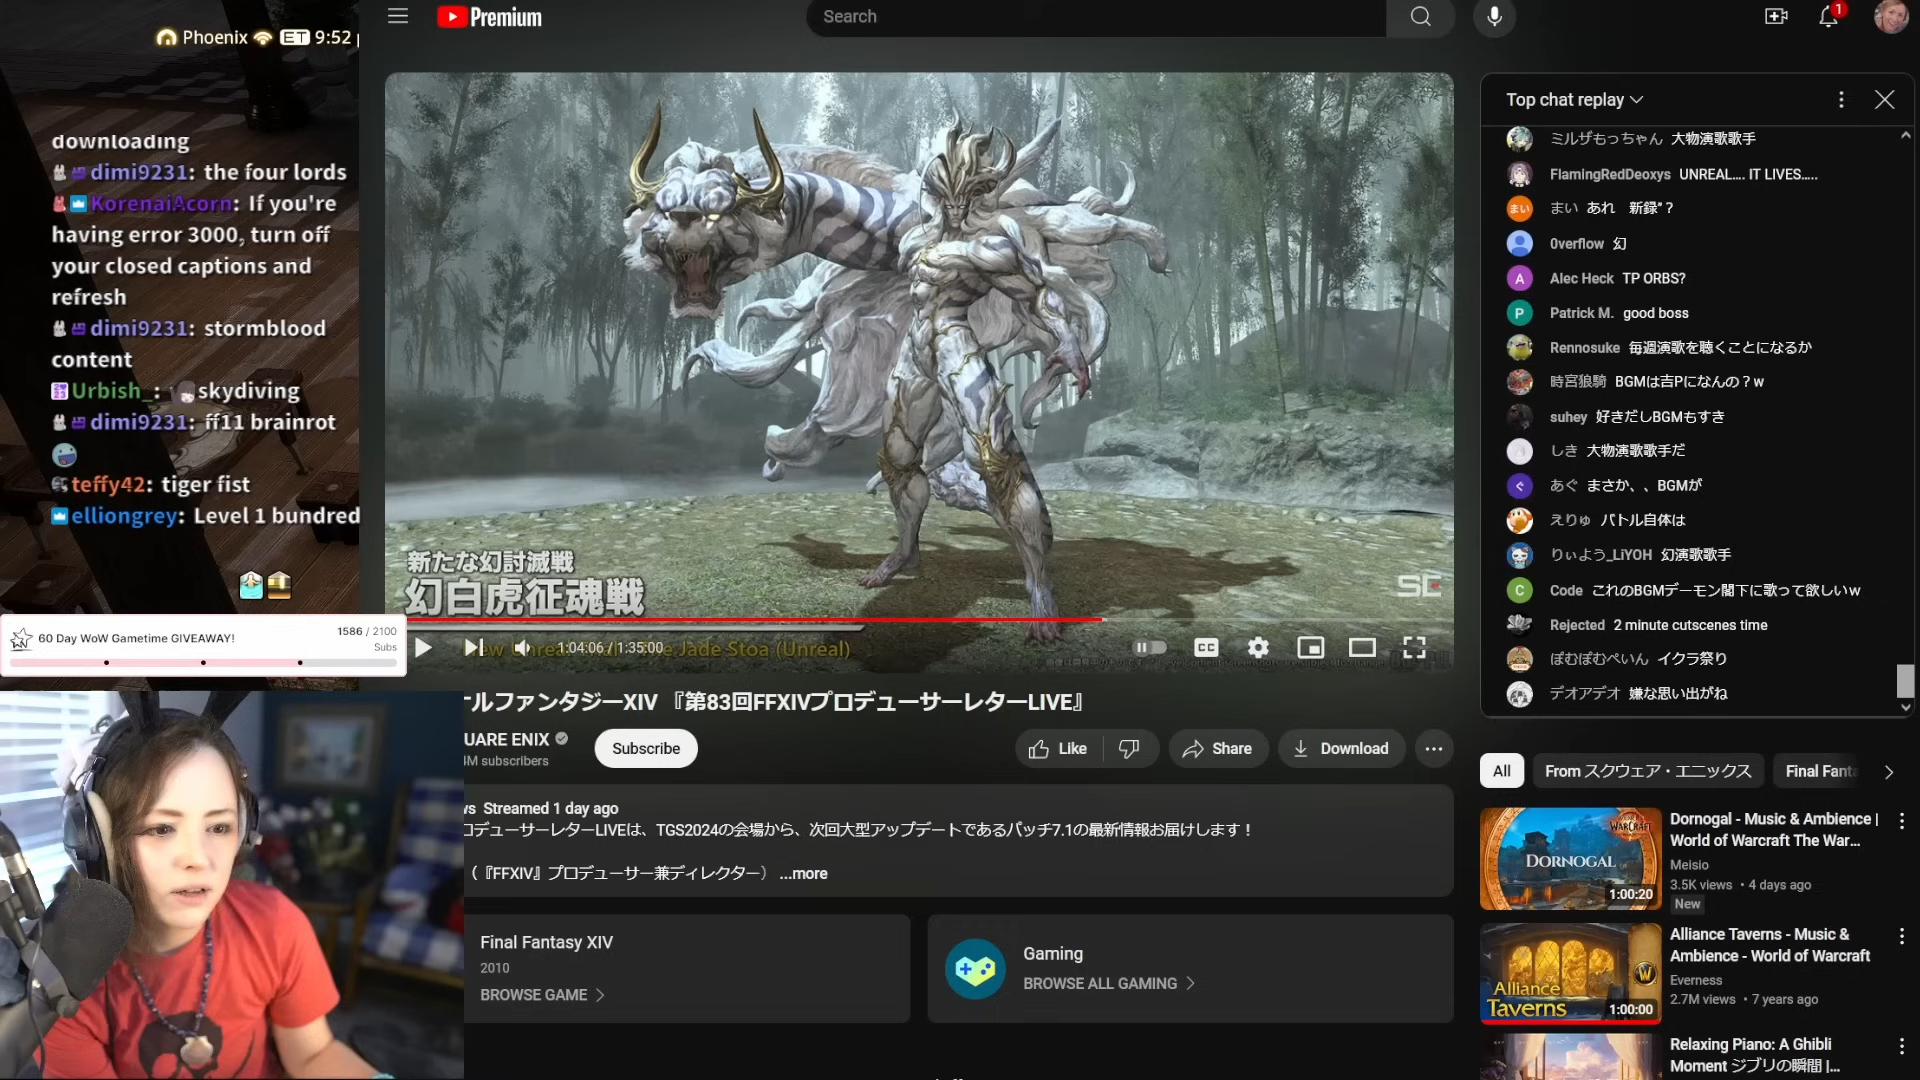 Phoenix ET 9:52
downloading
dimi9231: the four lords
KorenaiAcorn: If you're
having error 3000, turn off
your closed captions and
refresh
dimi9231: stormblood
content
Urbish_: skydiving
dimi9231: ff11 brainrot
teffy42: tiger fist
elliongrey: Level 1 bundred
60 Day WoW Gametime GIVEAWAY!
1586 / 2100
Subs
Premium
Search
1
新たな幻討滅戦
幻白虎征魂戦
SE
1:04:06 / 1:35:00
Jade Stoa (Unreal)
CC
ルファンタジーXIV 『第83回FFXIVプロデューサーレターLIVE』
UARE ENIX
M subscribers
Subscribe
Like
Share
Download
Streamed 1 day ago
ロデューサーレターLIVEは、TGS2024の会場から、次回大型アップデートであるパッチ7.1の最新情報お届けします！
（『FFXIV』プロデューサー兼ディレクター） ...more
Final Fantasy XIV
2010
BROWSE GAME
Gaming
BROWSE ALL GAMING
Top chat replay
ミルザもっちゃん 大物演歌歌手
FlamingRedDeoxys UNREAL.... IT LIVES.....
まい まい あれ 新録”？
0verflow 幻
A Alec Heck TP ORBS?
P Patrick M. good boss
Rennosuke 毎週演歌を聴くことになるか
時宮狼騎 BGMは吉Pになんの？w
suhey 好きだしBGMもすき
しき 大物演歌歌手だ
ぐ あぐ まさか、、BGMが
えりゅ バトル自体は
りぃよう_LiYOH 幻演歌歌手
C Code これのBGMデーモン閣下に歌って欲しいｗ
Rejected 2 minute cutscenes time
ぽむぽむぺいん イクラ祭り
デオアデオ 嫌な思い出がね
All
From スクウェア・エニックス
Final Fanta
WARCRAFT
DORNOGAL
1:00:20
Dornogal - Music & Ambience |
World of Warcraft The War...
Meisio
3.5K views • 4 days ago
New
Alliance
Taverns
1:00:00
Alliance Taverns - Music &
Ambience - World of Warcraft
Everness
2.7M views • 7 years ago
Relaxing Piano: A Ghibli
Moment ジブリの瞬間 |...